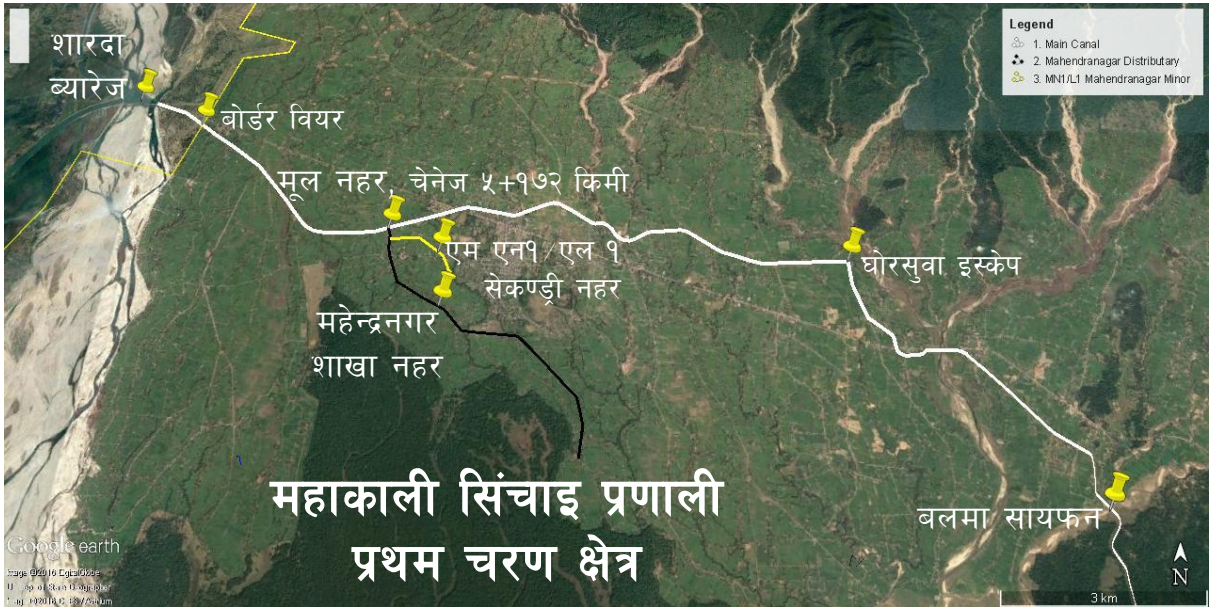 शारदा
ब्यारेज
बोर्डर वियर
मूल नहर, चेनेज ५+१७२ किमी
एम एन१/एल १
सेकण्ड्री नहर
महेन्द्रनगर
शाखा नहर
घोरसुवा इस्केप
बलमा सायफन
महाकाली सिंचाइ प्रणाली
प्रथम चरण क्षेत्र
Legend
1. Main Canal
2. Mahendranagar Distributary
3. MN1/L1 Mahendranagar Minor
Google earth
N
3 km